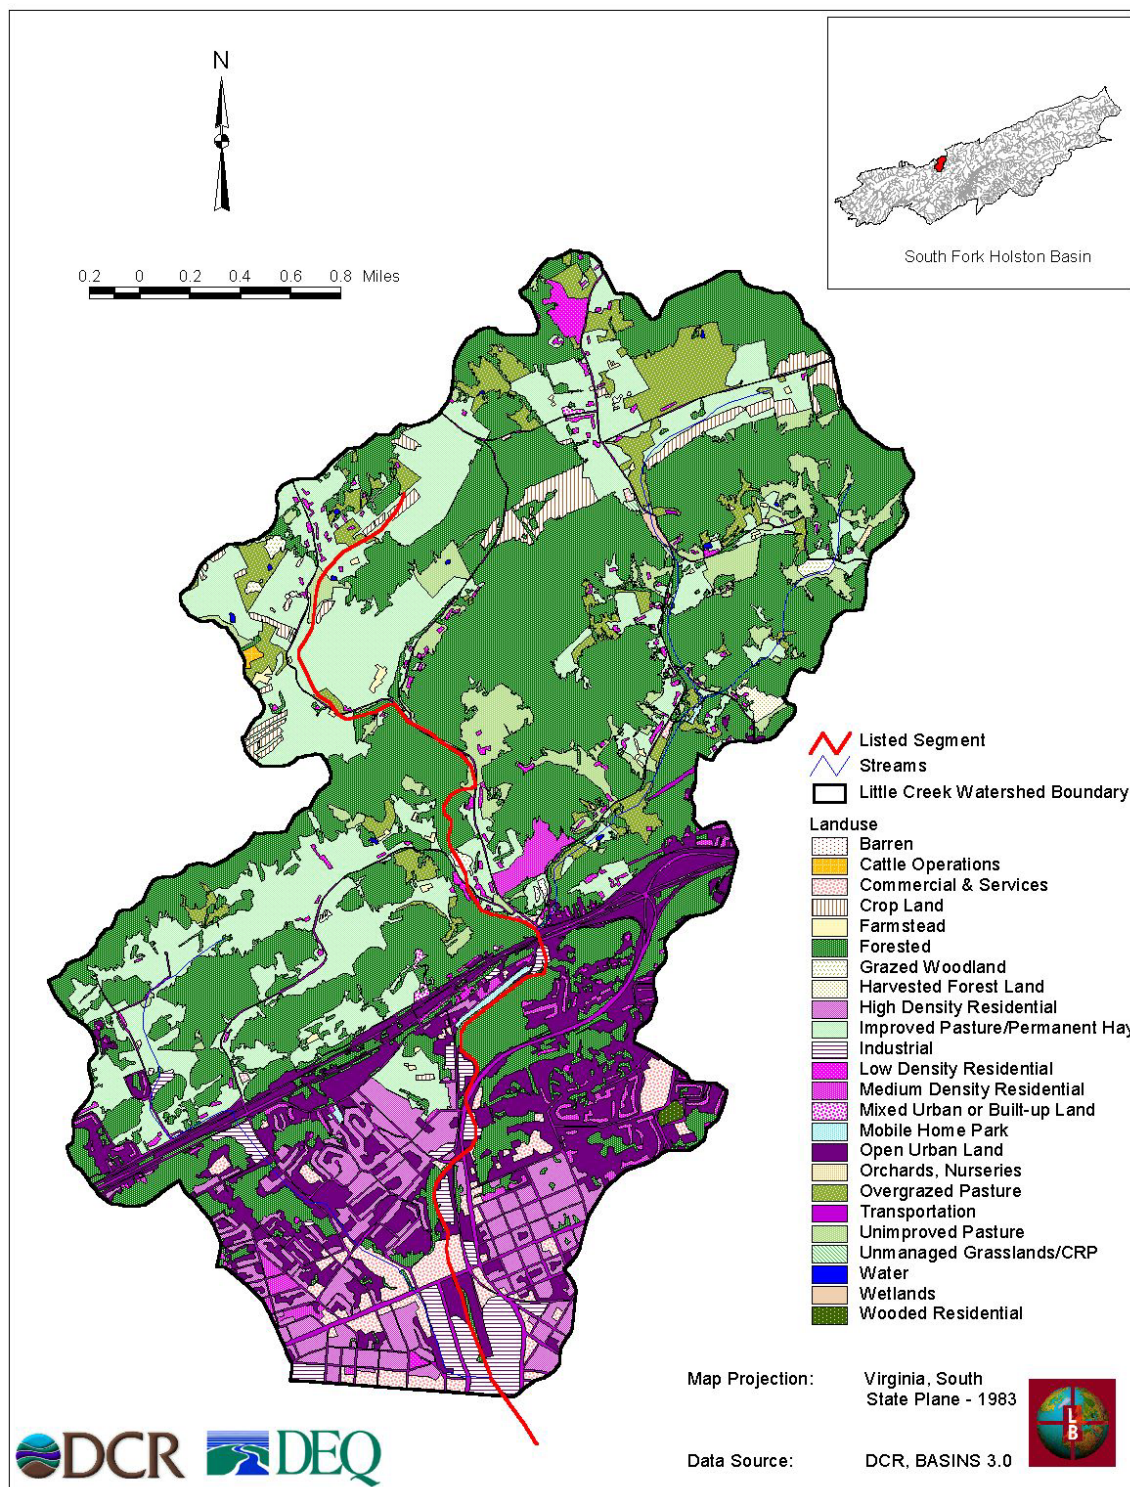 N
0.2 0 0.2 0.4 0.6 0.8 Miles
South Fork Holston Basin
Listed Segment
Streams
Little Creek Watershed Boundary
Landuse
Barren
Cattle Operations
Commercial & Services
Crop Land
Farmstead
Forested
Grazed Woodland
Harvested Forest Land
High Density Residential
Improved Pasture/Permanent Hay
Industrial
Low Density Residential
Medium Density Residential
Mixed Urban or Built-up Land
Mobile Home Park
Open Urban Land
Orchards, Nurseries
Overgrazed Pasture
Transportation
Unimproved Pasture
Unmanaged Grasslands/CRP
Water
Wetlands
Wooded Residential
Map Projection: Virginia, South
State Plane - 1983
Data Source: DCR, BASINS 3.0
DCR DEQ
L
B